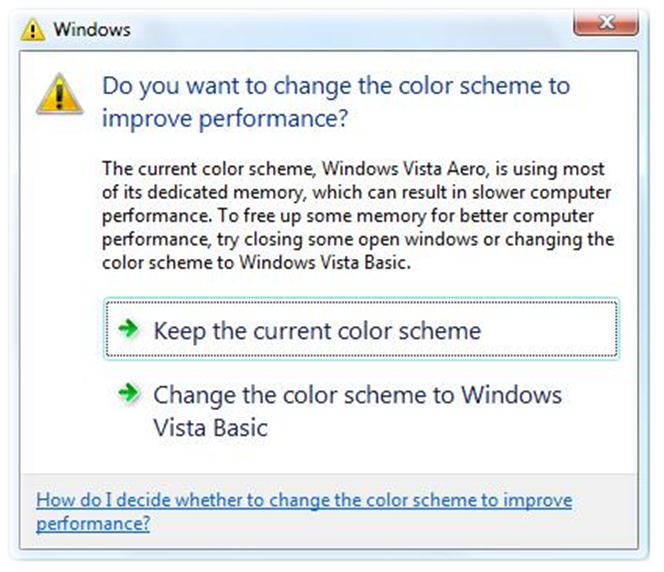 Windows
Do you want to change the color scheme to
improve performance?
The current color scheme, Windows Vista Aero, is using most
of its dedicated memory, which can result in slower computer
performance. To free up some memory for better computer
performance, try closing some open windows or changing the
color scheme to Windows Vista Basic.
Keep the current color scheme
Change the color scheme to Windows
Vista Basic
How do I decide whether to change the color scheme to improve
performance?